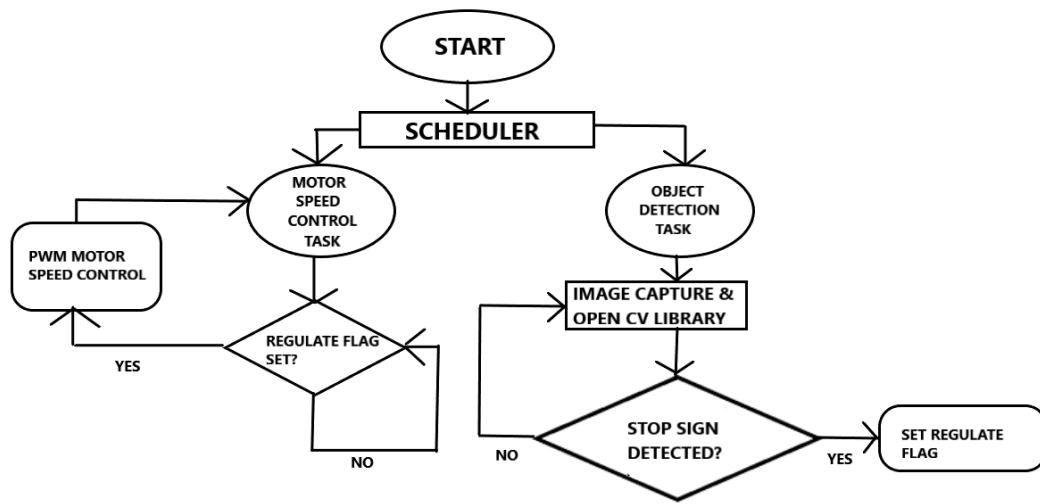 START
SCHEDULER
MOTOR
SPEED
CONTROL
TASK
OBJECT
DETECTION
TASK
PWM MOTOR
SPEED CONTROL
IMAGE CAPTURE &
OPEN CV LIBRARY
REGULATE FLAG
SET?
YES
NO
STOP SIGN
DETECTED?
NO
YES
SET REGULATE
FLAG